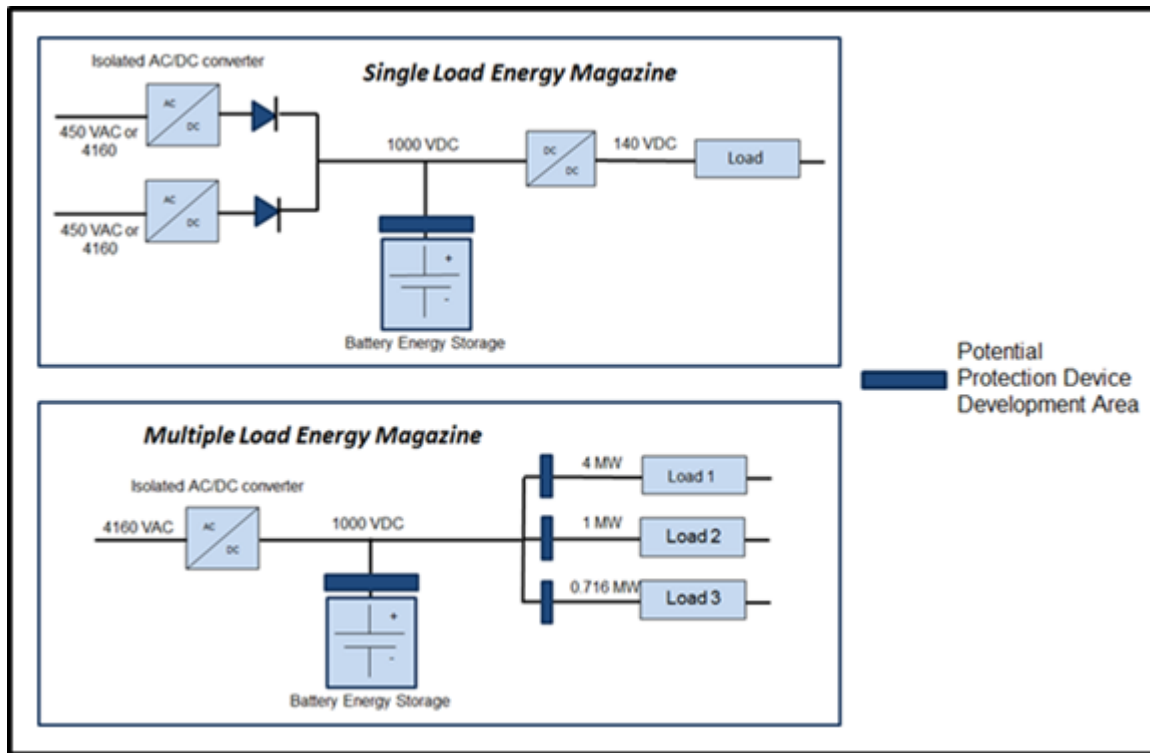 Isolated AC/DC converter
Single Load Energy Magazine
AC
DC
450 VAC or
4160
1000 VDC
DC
DC
140 VDC
Load
AC
DC
450 VAC or
4160
+
-
Battery Energy Storage
Potential
Protection Device
Development Area
Multiple Load Energy Magazine
Isolated AC/DC converter
4160 VAC
AC
DC
1000 VDC
4 MW
Load 1
1 MW
Load 2
0.716 MW
Load 3
+
-
Battery Energy Storage